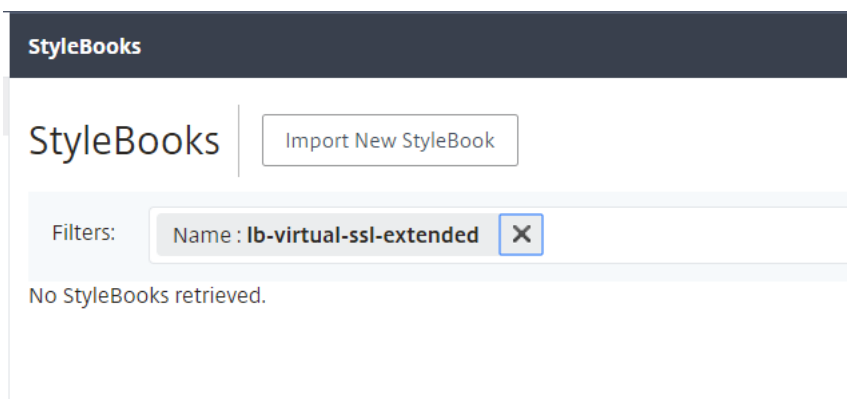 StyleBooks
StyleBooks Import New StyleBook
Filters: Name : lb-virtual-ssl-extended
No StyleBooks retrieved.